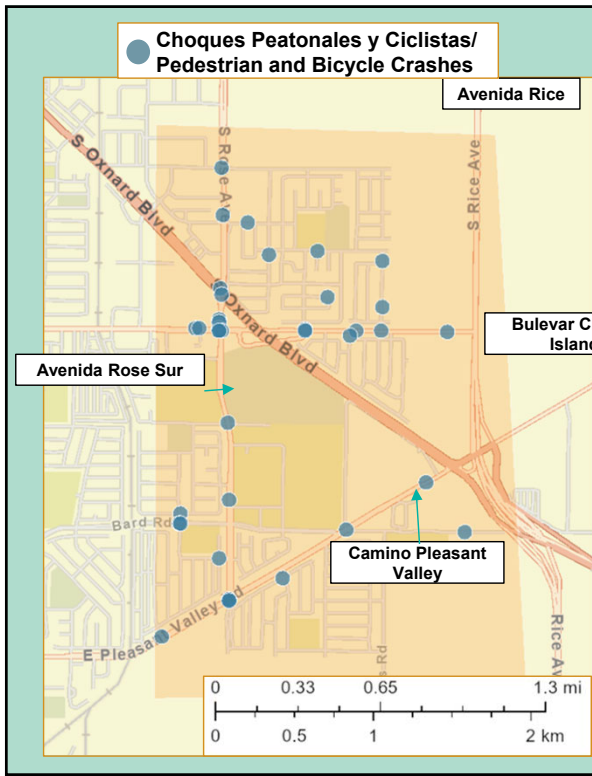 Choques Peatonales y Ciclistas/
Pedestrian and Bicycle Crashes
Avenida Rice
S Oxnard Blvd
S Rose Ave
S Rice Ave
Oxnard Blvd
Bulevar C
Island
Avenida Rose Sur
Bard Rd
Camino Pleasant
Valley
E Pleasant Valley Rd
Rice Av
Rd
0 0.33 0.65 1.3 mi
0 0.5 1 2 km